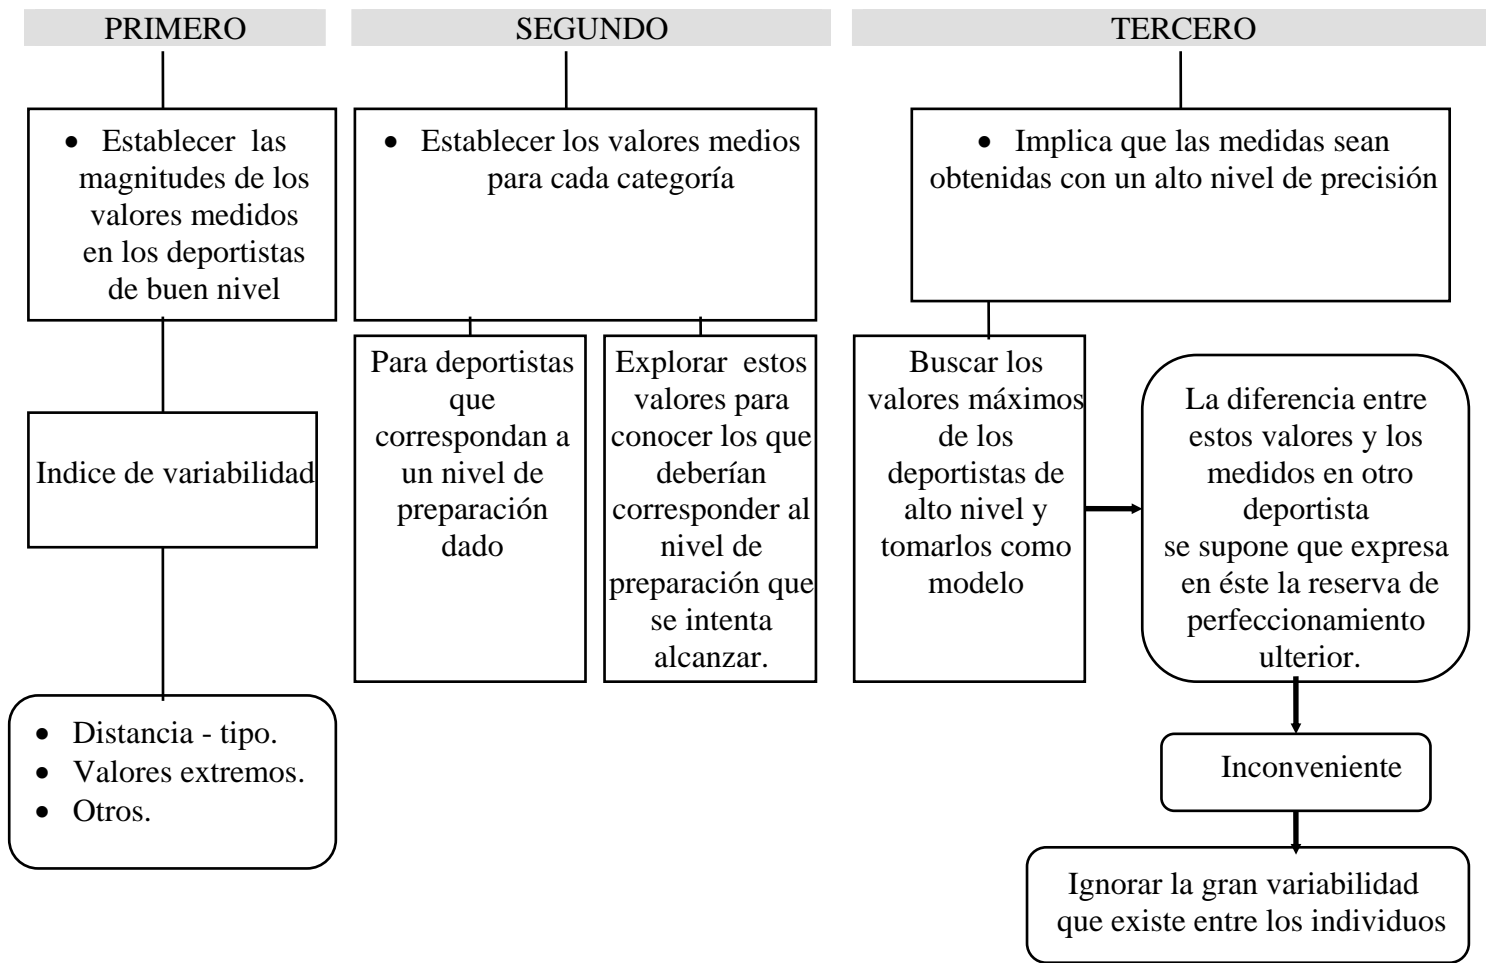 PRIMERO
SEGUNDO
TERCERO
• Establecer las
magnitudes de los
valores medidos
en los deportistas
de buen nivel
Indice de variabilidad
• Distancia - tipo.
• Valores extremos.
• Otros.
• Establecer los valores medios
para cada categoría
Para deportistas
que
correspondan a
un nivel de
preparación
dado
Explorar estos
valores para
conocer los que
deberían
corresponder al
nivel de
preparación que
se intenta
alcanzar.
• Implica que las medidas sean
obtenidas con un alto nivel de precisión
Buscar los
valores máximos
de los
deportistas de
alto nivel y
tomarlos como
modelo
La diferencia entre
estos valores y los
medidos en otro
deportista
se supone que expresa
en éste la reserva de
perfeccionamiento
ulterior.
Inconveniente
Ignorar la gran variabilidad
que existe entre los individuos